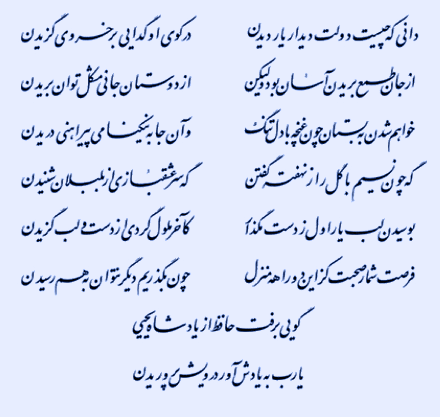 دانی که چیست دولت دیدار یار دیدن در کوی او گدایی بر خسروی گزیدن
از جان طمع بریدن آسان بود ولیکن از دوستان جانی مشکل توان بریدن
خواهم شدن به بستان چون غنچه با دل تنگ وآن جا به نیک نامی پیراهنی دریدن
گه چون نسیم با گل راز نهفته گفتن گه سر عشقبازی از بلبلان شنیدن
بوسیدن لب یار اول ز دست مگذار کآخر ملول گردی از دست و لب گزیدن
فرصت شمار صحبت کز این دوراهه منزل چون بگذریم دیگر نتوان به هم رسیدن
گویی برفت حافظ از یاد شاه یحیی
یا رب به یادش آور درویش پروریدن